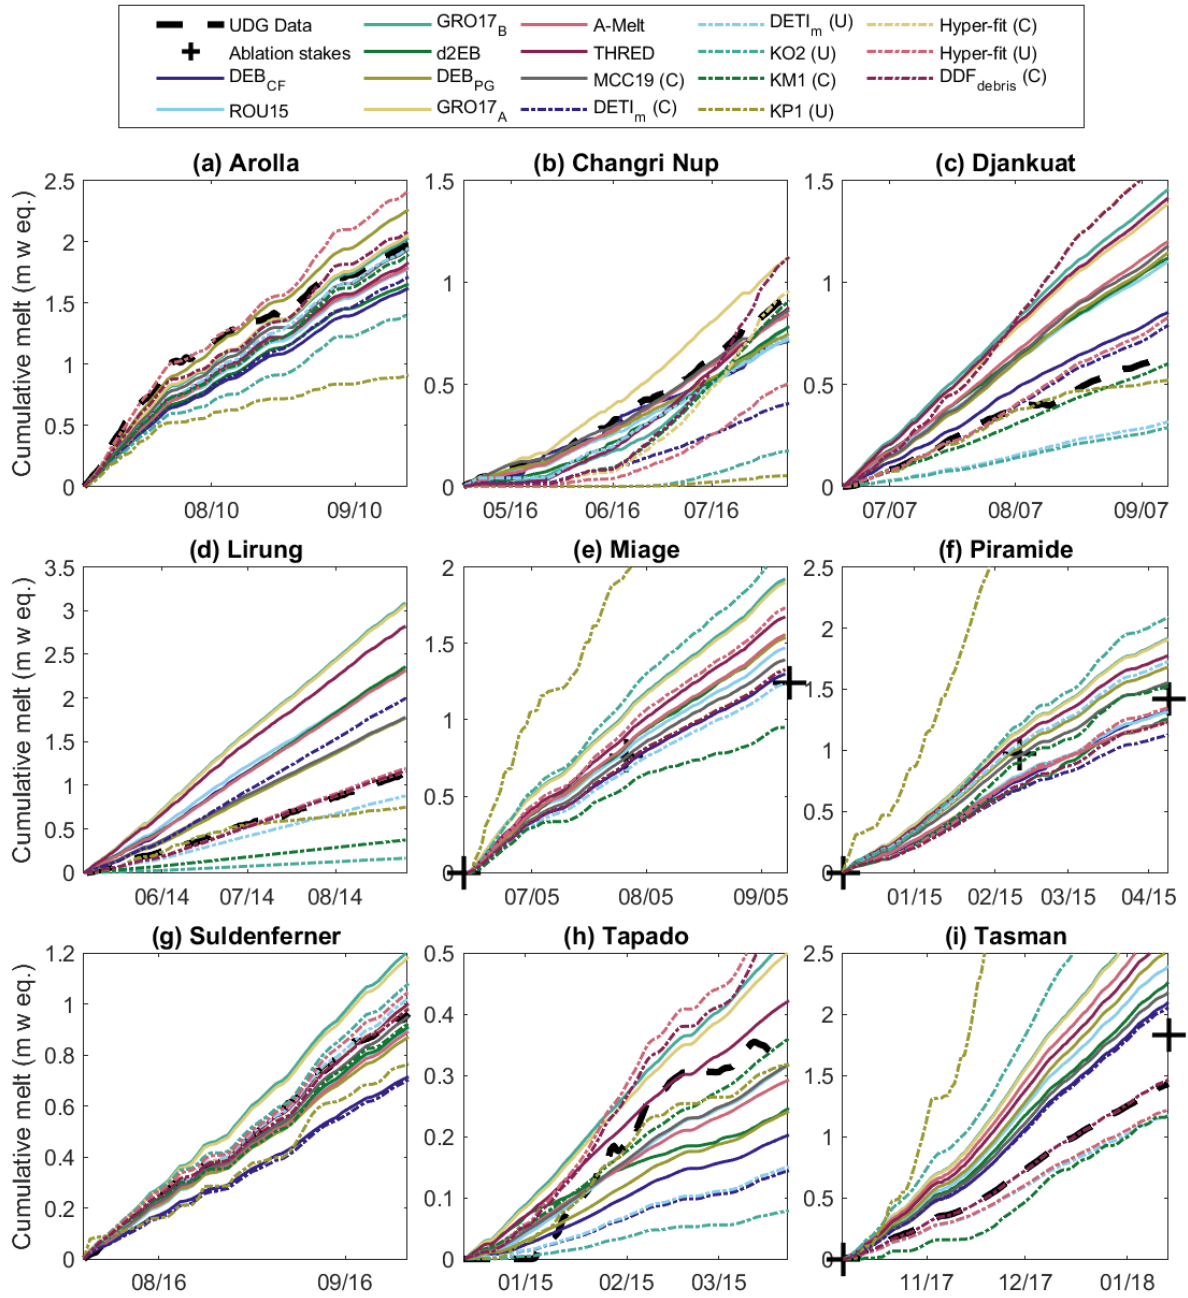 UDG Data
Ablation stakes
DEB_CF
ROU15
GRO17_B
d2EB
DEB_PG
GRO17_A
A-Melt
THRED
MCC19 (C)
DETI_m (C)
DETI_m (U)
KO2 (U)
KM1 (C)
KP1 (U)
Hyper-fit (C)
Hyper-fit (U)
DDF_debris (C)
(a) Arolla
Cumulative melt (m w eq.)
2.5
2
1.5
1
0.5
0
08/10
09/10
(b) Changri Nup
1.5
1
0.5
0
05/16
06/16
07/16
(c) Djankuat
1.5
1
0.5
0
07/07
08/07
09/07
(d) Lirung
Cumulative melt (m w eq.)
3.5
3
2.5
2
1.5
1
0.5
0
06/14
07/14
08/14
(e) Miage
2
1.5
1
0.5
0
07/05
08/05
09/05
(f) Piramide
2.5
2
1.5
1
0.5
0
01/15
02/15
03/15
04/15
(g) Suldenferner
Cumulative melt (m w eq.)
1.2
1
0.8
0.6
0.4
0.2
0
08/16
09/16
(h) Tapado
0.5
0.4
0.3
0.2
0.1
0
01/15
02/15
03/15
(i) Tasman
2.5
2
1.5
1
0.5
0
11/17
12/17
01/18